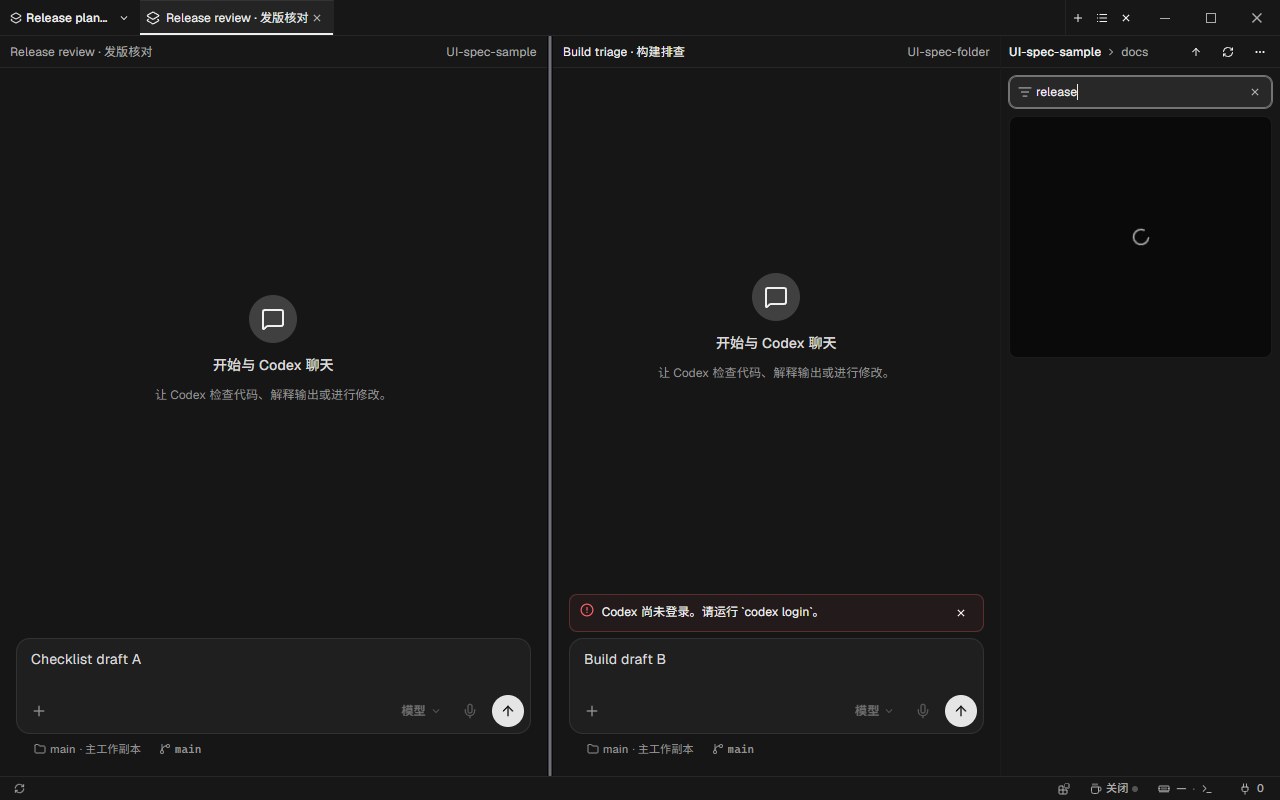 Release plan...
Release review · 发版核对
Release review · 发版核对
UI-spec-sample
Build triage · 构建排查
UI-spec-folder
UI-spec-sample > docs
release
开始与 Codex 聊天
让 Codex 检查代码、解释输出或进行修改。
开始与 Codex 聊天
让 Codex 检查代码、解释输出或进行修改。
Codex 尚未登录。请运行 `codex login`。
Checklist draft A
模型
main · 主工作副本
main
Build draft B
模型
main · 主工作副本
main
关闭
— ·
0